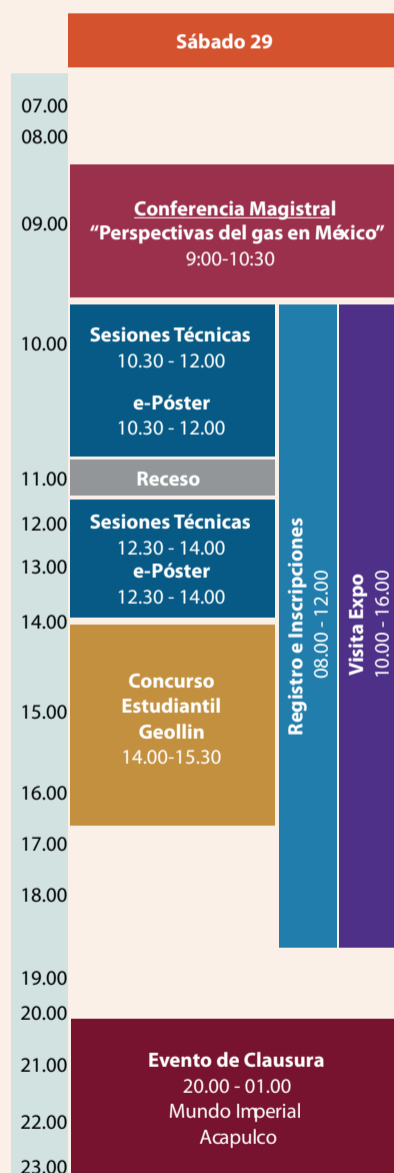 Sábado 29
07.00
08.00
09.00
Conferencia Magistral
“Perspectivas del gas en México”
9:00-10:30
10.00
Sesiones Técnicas
10.30 - 12.00
e-Póster
10.30 - 12.00
11.00
Receso
12.00
Sesiones Técnicas
12.30 - 14.00
13.00
e-Póster
12.30 - 14.00
14.00
Registro e Inscripciones
08.00 - 12.00
Visita Expo
10.00 - 16.00
Concurso
Estudiantil
Geollin
14.00-15.30
15.00
16.00
17.00
18.00
19.00
20.00
21.00
Evento de Clausura
20.00 - 01.00
Mundo Imperial
Acapulco
22.00
23.00